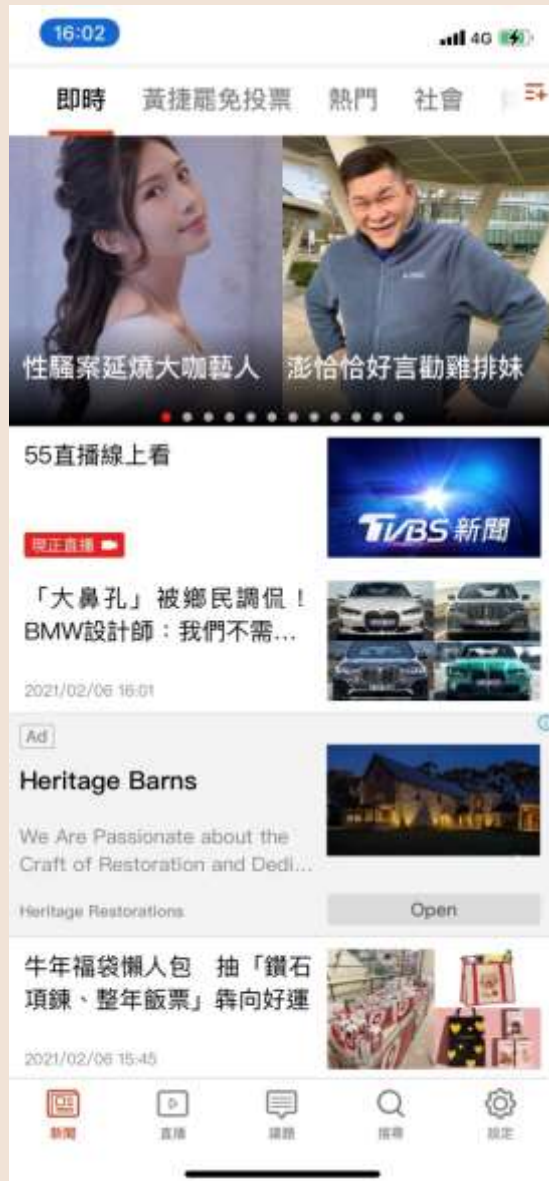 16:02
4G
即時 黃捷罷免投票 熱門 社會
性騷案延燒大咖藝人 澎恰恰好言勸雞排妹
55直播線上看
TVBS 新聞
現正直播
「大鼻孔」被鄉民調侃！
BMW設計師：我們不需...
2021/02/06 16:01
Ad
Heritage Barns
We Are Passionate about the
Craft of Restoration and Dedi...
Heritage Restorations
Open
牛年福袋懶人包 抽「鑽石
項鍊、整年飯票」犇向好運
2021/02/06 15:45
新聞 直播 議題 搜尋 設定